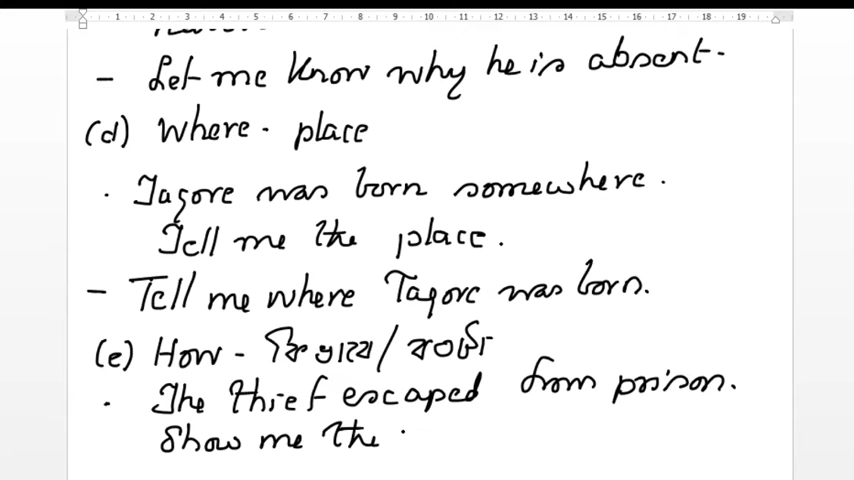 1 2 3 4 5 6 7 8 9 10 11 12 13 14 15 16 17 18 19
- Let me know why he is absent.
(d) Where - place
· Tagore was born somewhere.
Tell me the place.
- Tell me where Tagore was born.
(e) How - কিভাবে/
· The thief escaped from prison.
Show me the